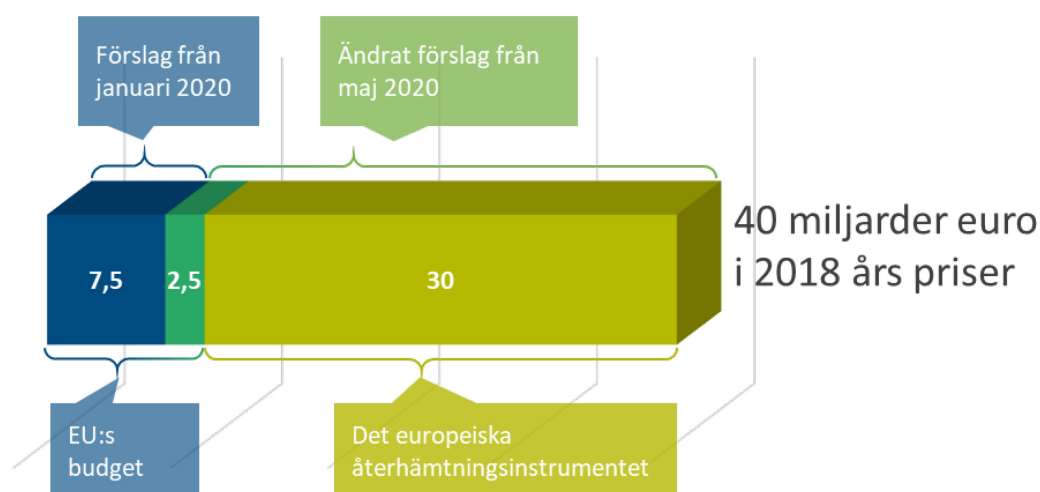 Förslag från
januari 2020
Ändrat förslag från
maj 2020
7,5
2,5
30
40 miljarder euro
i 2018 års priser
EU:s
budget
Det europeiska
återhämtningsinstrumentet